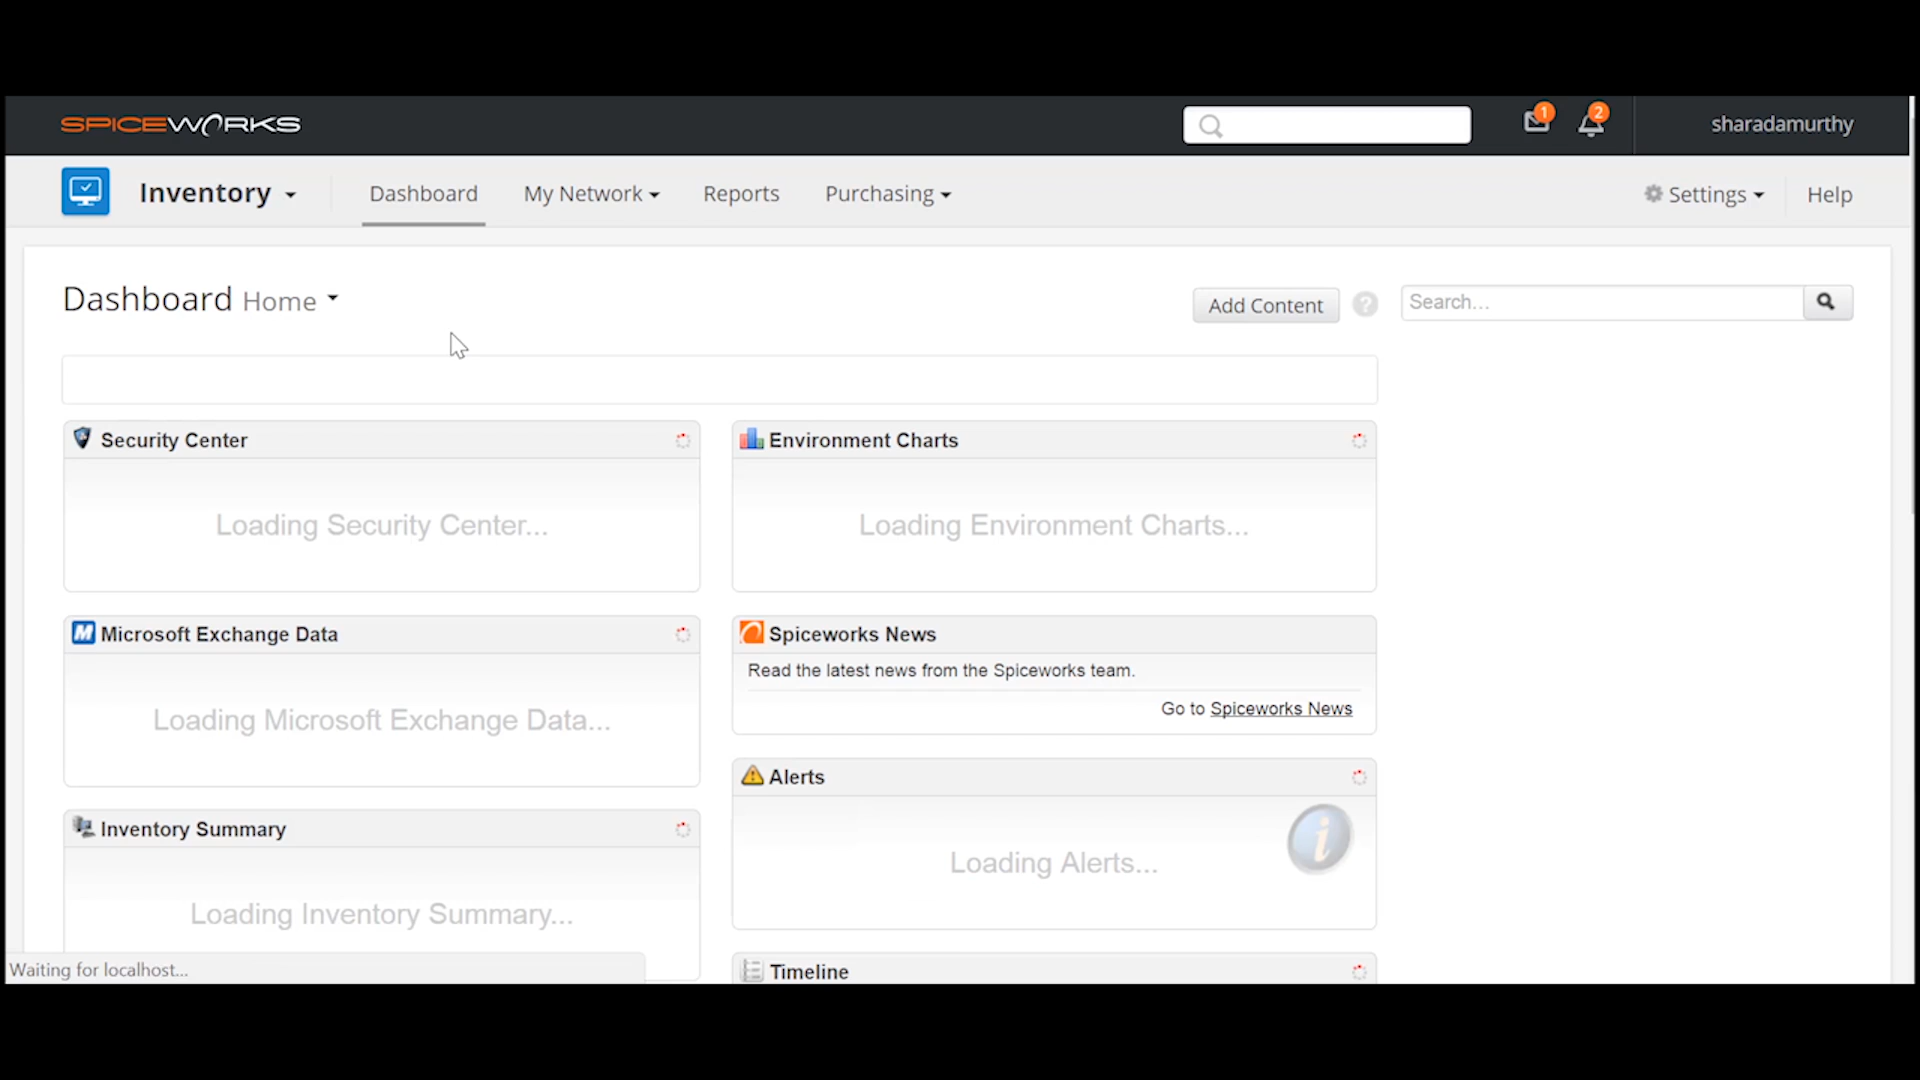 SPICEWORKS
1
2
sharadamurthy
Inventory
Dashboard
My Network
Reports
Purchasing
Settings
Help
Dashboard Home
Add Content
?
Search...
Security Center
Loading Security Center...
Environment Charts
Loading Environment Charts...
Microsoft Exchange Data
Loading Microsoft Exchange Data...
Spiceworks News
Read the latest news from the Spiceworks team.
Go to Spiceworks News
Alerts
Loading Alerts...
Inventory Summary
Loading Inventory Summary...
Timeline
Waiting for localhost...